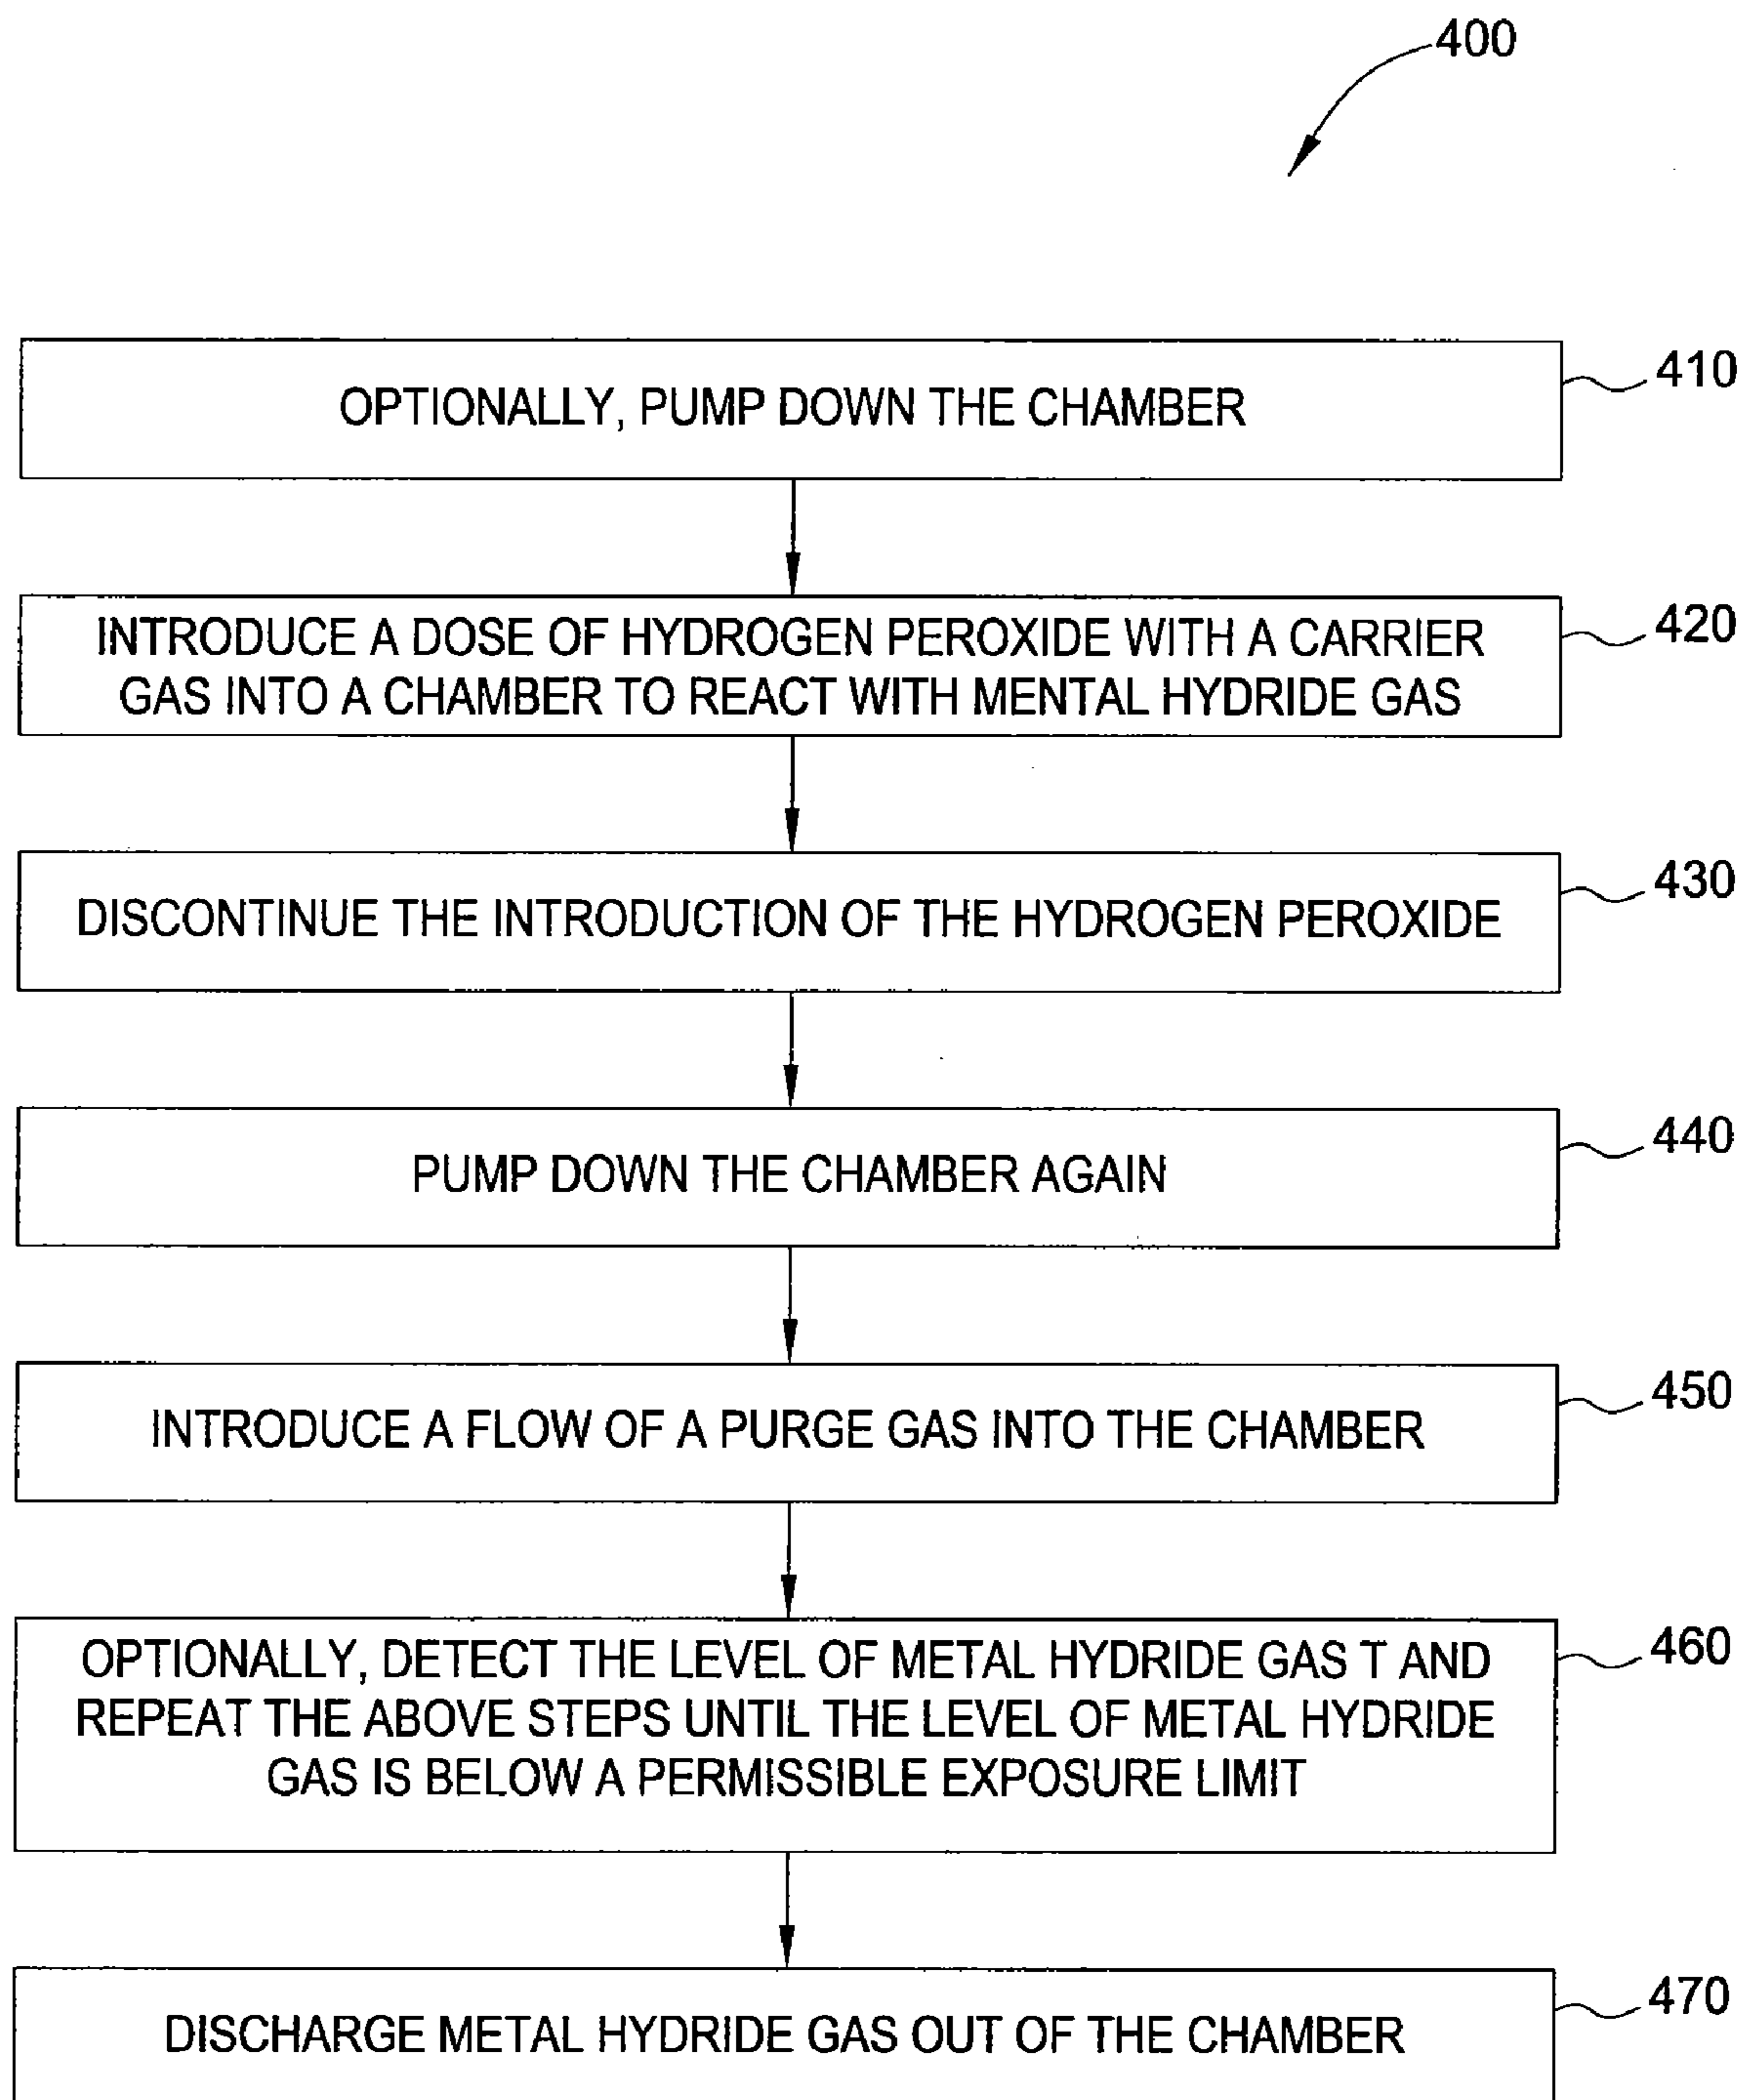 400
OPTIONALLY, PUMP DOWN THE CHAMBER
410
INTRODUCE A DOSE OF HYDROGEN PEROXIDE WITH A CARRIER
GAS INTO A CHAMBER TO REACT WITH MENTAL HYDRIDE GAS
420
DISCONTINUE THE INTRODUCTION OF THE HYDROGEN PEROXIDE
430
PUMP DOWN THE CHAMBER AGAIN
440
INTRODUCE A FLOW OF A PURGE GAS INTO THE CHAMBER
450
OPTIONALLY, DETECT THE LEVEL OF METAL HYDRIDE GAS T AND
REPEAT THE ABOVE STEPS UNTIL THE LEVEL OF METAL HYDRIDE
GAS IS BELOW A PERMISSIBLE EXPOSURE LIMIT
460
DISCHARGE METAL HYDRIDE GAS OUT OF THE CHAMBER
470